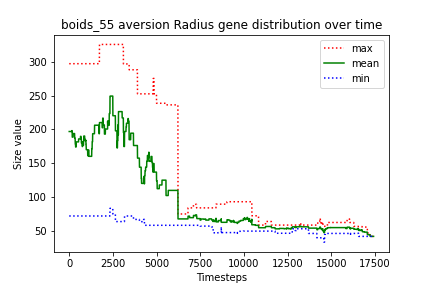 boids_55 aversion Radius gene distribution over time
max
mean
min
Size value
300
250
200
150
100
50
0
2500
5000
7500
10000
12500
15000
17500
Timesteps